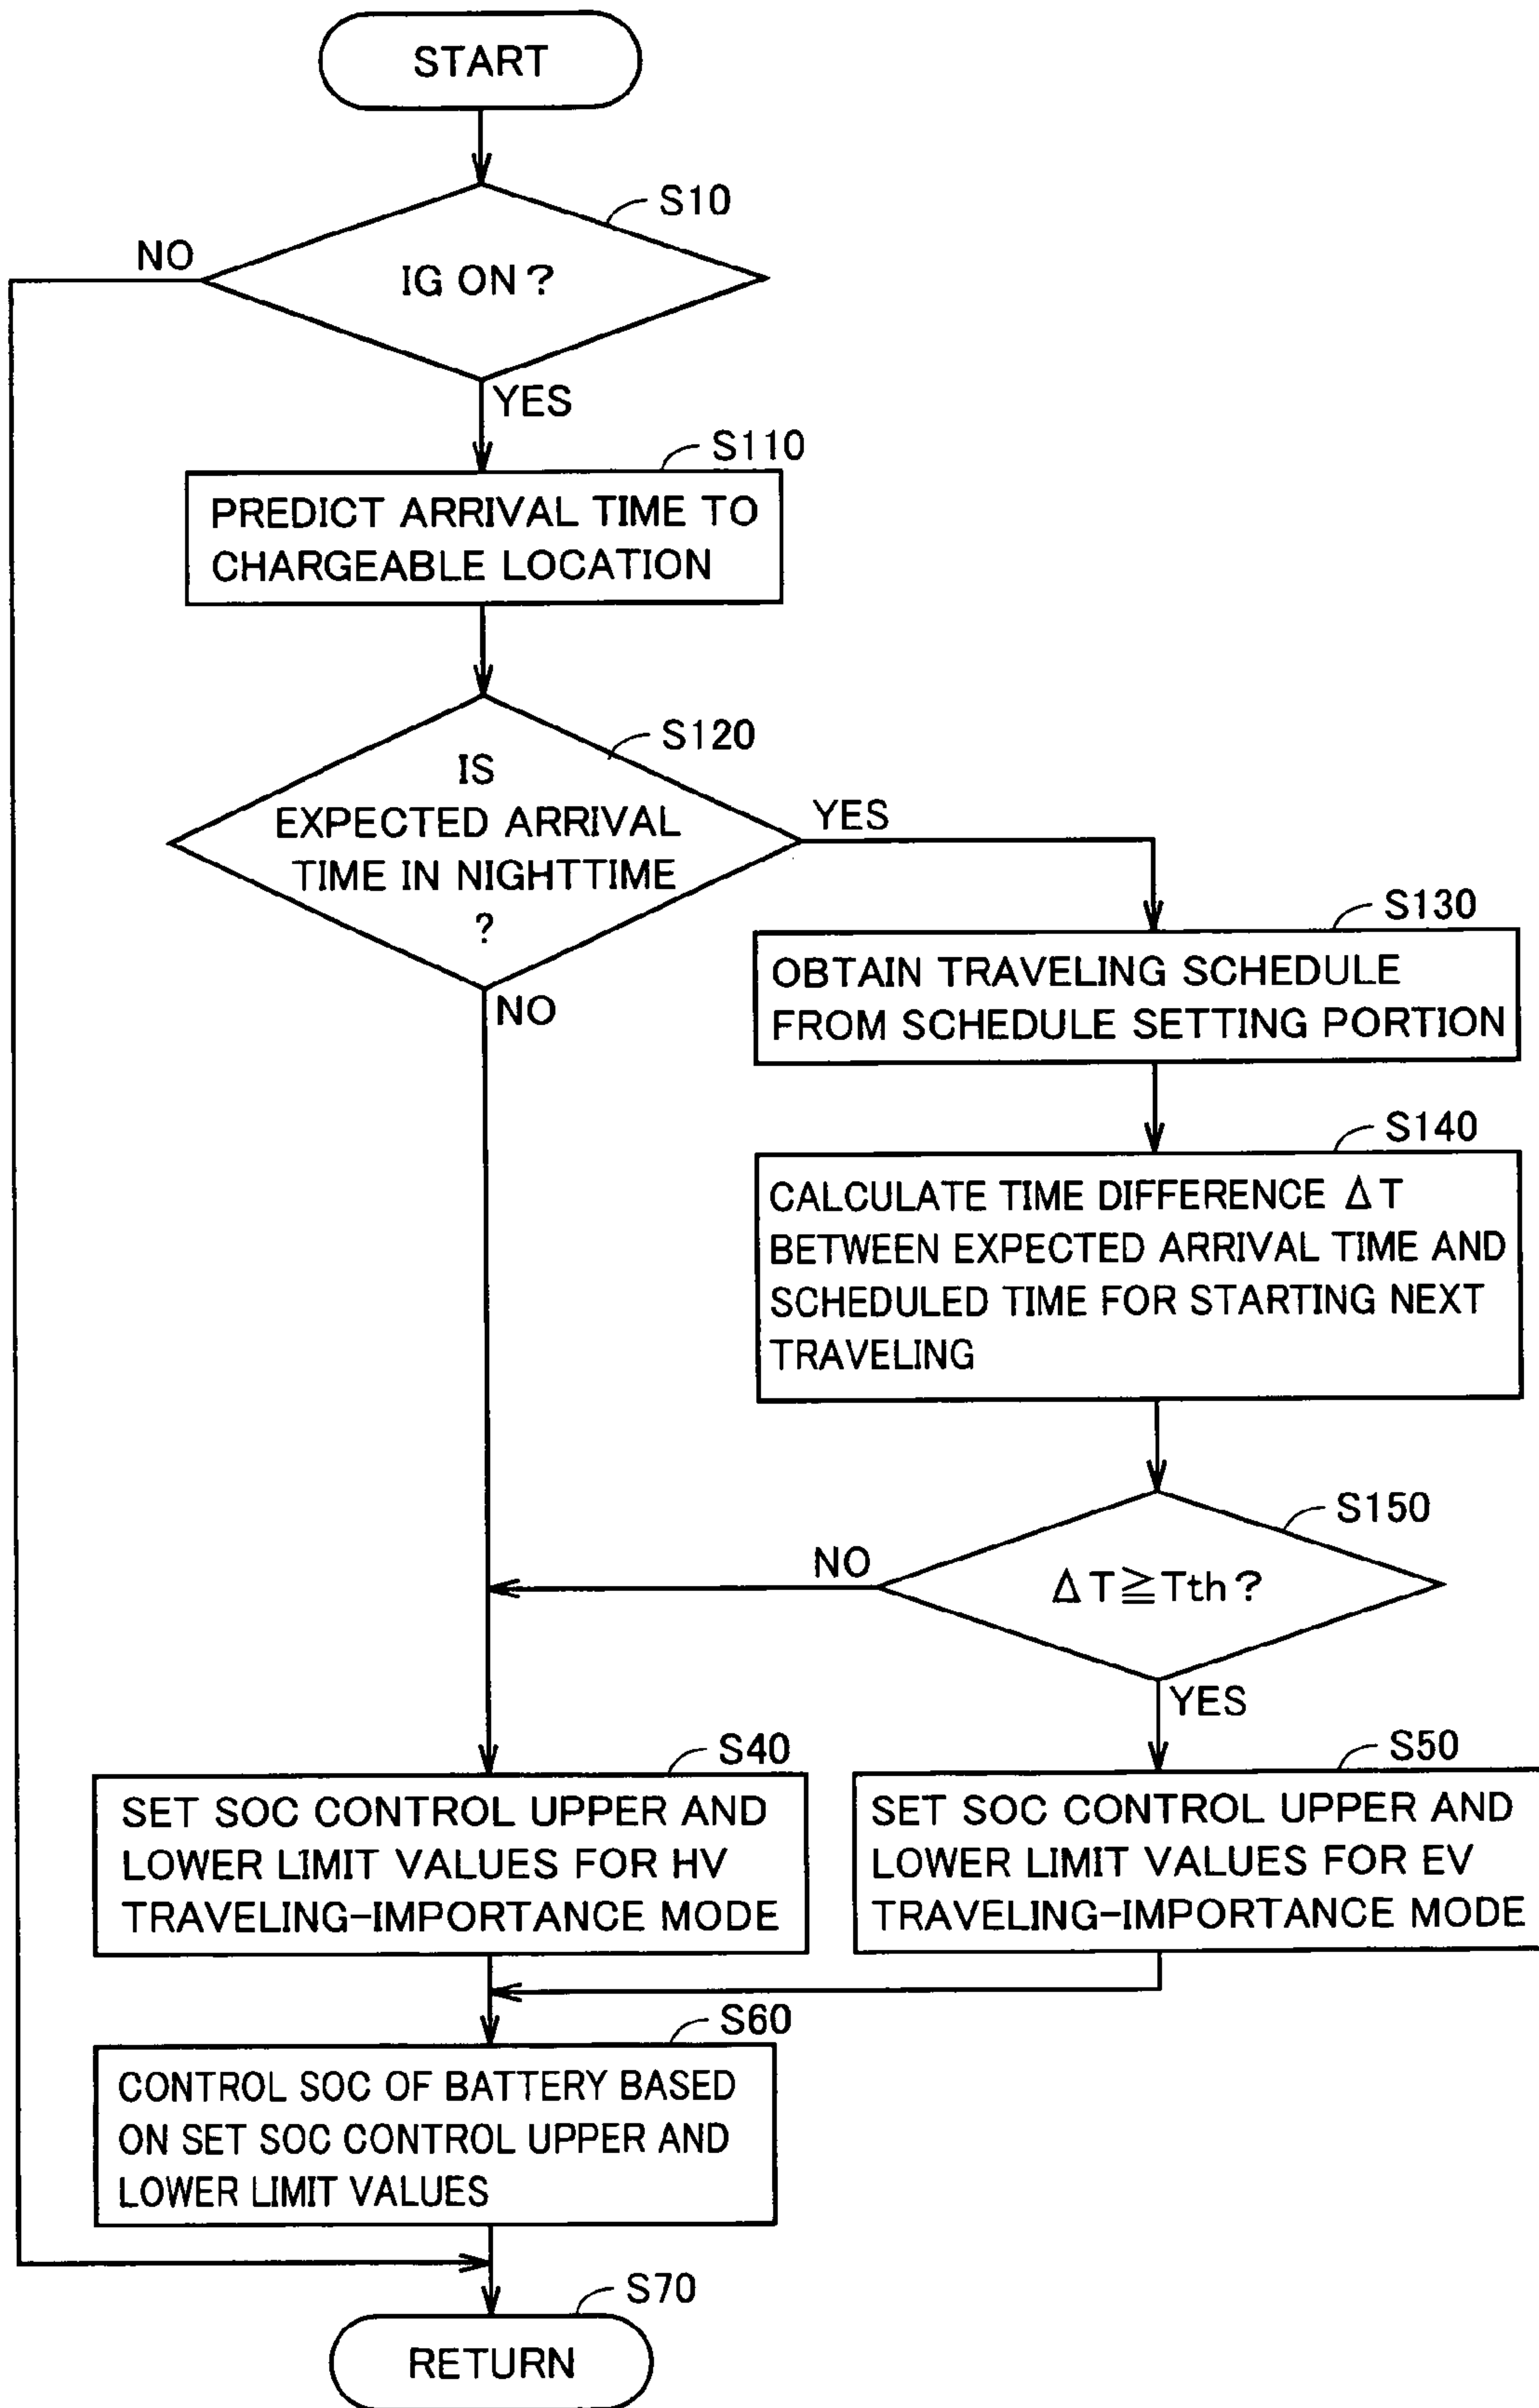 START
S10
NO
IG ON?
YES
S110
PREDICT ARRIVAL TIME TO
CHARGEABLE LOCATION
S120
IS
EXPECTED ARRIVAL
TIME IN NIGHTTIME
?
YES
NO
S130
OBTAIN TRAVELING SCHEDULE
FROM SCHEDULE SETTING PORTION
S140
CALCULATE TIME DIFFERENCE ΔT
BETWEEN EXPECTED ARRIVAL TIME AND
SCHEDULED TIME FOR STARTING NEXT
TRAVELING
S150
NO
ΔT≧Tth?
YES
S40
SET SOC CONTROL UPPER AND
LOWER LIMIT VALUES FOR HV
TRAVELING-IMPORTANCE MODE
S50
SET SOC CONTROL UPPER AND
LOWER LIMIT VALUES FOR EV
TRAVELING-IMPORTANCE MODE
S60
CONTROL SOC OF BATTERY BASED
ON SET SOC CONTROL UPPER AND
LOWER LIMIT VALUES
S70
RETURN